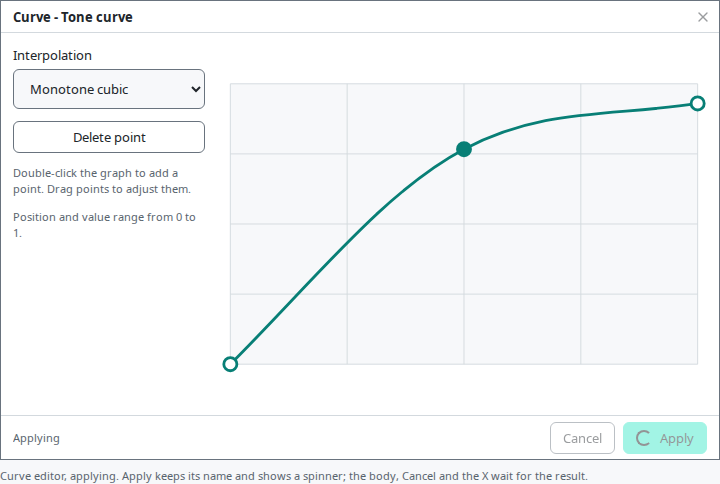 Curve - Tone curve
Interpolation
Monotone cubic
Delete point
Double-click the graph to add a
point. Drag points to adjust them.
Position and value range from 0 to
1.
Applying
Cancel
Apply
Curve editor, applying. Apply keeps its name and shows a spinner; the body, Cancel and the X wait for the result.